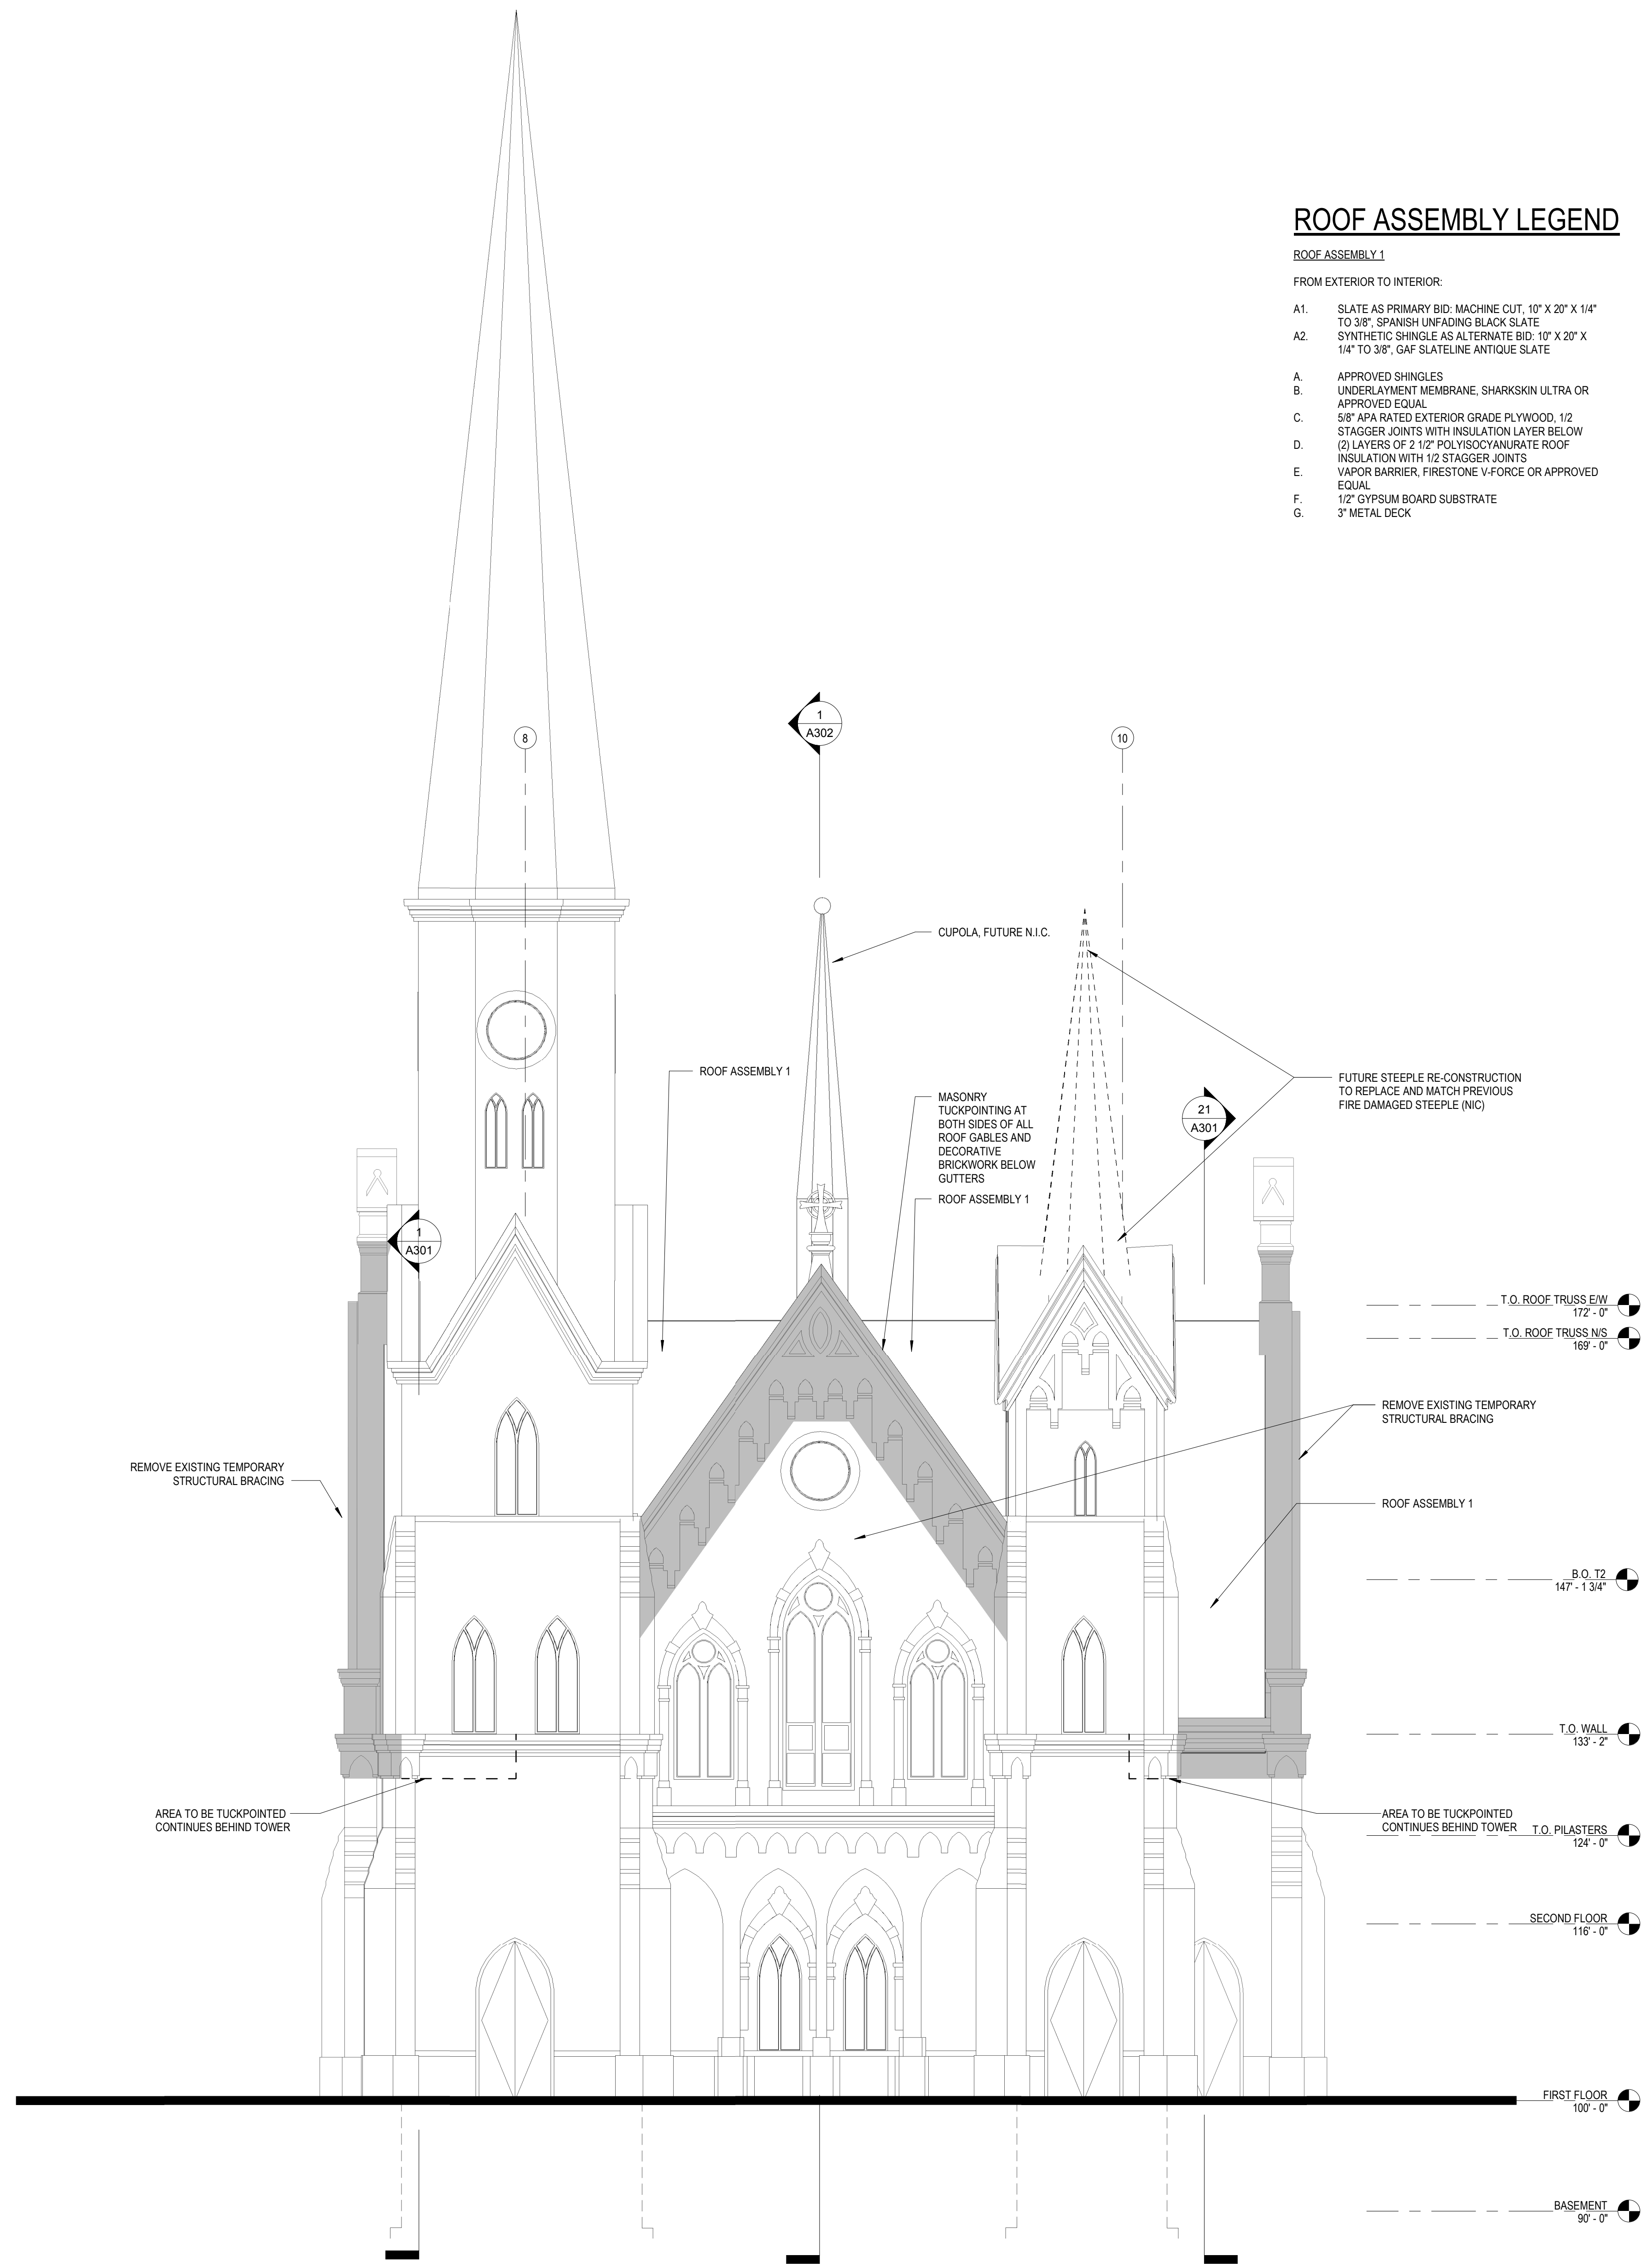 ROOF ASSEMBLY LEGEND
ROOF ASSEMBLY 1
FROM EXTERIOR TO INTERIOR:
A1. SLATE AS PRIMARY BID: MACHINE CUT, 10" X 20" X 1/4"
TO 3/8", SPANISH UNFADING BLACK SLATE
A2. SYNTHETIC SHINGLE AS ALTERNATE BID: 10" X 20" X
1/4" TO 3/8", GAF SLATELINE ANTIQUE SLATE
A. APPROVED SHINGLES
B. UNDERLAYMENT MEMBRANE, SHARKSKIN ULTRA OR
APPROVED EQUAL
C. 5/8" APA RATED EXTERIOR GRADE PLYWOOD, 1/2
STAGGER JOINTS WITH INSULATION LAYER BELOW
D. (2) LAYERS OF 2 1/2" POLYISOCYANURATE ROOF
INSULATION WITH 1/2 STAGGER JOINTS
E. VAPOR BARRIER, FIRESTONE V-FORCE OR APPROVED
EQUAL
F. 1/2" GYPSUM BOARD SUBSTRATE
G. 3" METAL DECK
1
A302
8
10
CUPOLA, FUTURE N.I.C.
ROOF ASSEMBLY 1
MASONRY
TUCKPOINTING AT
BOTH SIDES OF ALL
ROOF GABLES AND
DECORATIVE
BRICKWORK BELOW
GUTTERS
ROOF ASSEMBLY 1
FUTURE STEEPLE RE-CONSTRUCTION
TO REPLACE AND MATCH PREVIOUS
FIRE DAMAGED STEEPLE (NIC)
21
A301
1
A301
T.O. ROOF TRUSS E/W
172' - 0"
T.O. ROOF TRUSS N/S
169' - 0"
REMOVE EXISTING TEMPORARY
STRUCTURAL BRACING
REMOVE EXISTING TEMPORARY
STRUCTURAL BRACING
ROOF ASSEMBLY 1
B.O. T2
147' - 1 3/4"
T.O. WALL
133' - 2"
AREA TO BE TUCKPOINTED
CONTINUES BEHIND TOWER
AREA TO BE TUCKPOINTED
CONTINUES BEHIND TOWER
T.O. PILASTERS
124' - 0"
SECOND FLOOR
116' - 0"
FIRST FLOOR
100' - 0"
BASEMENT
90' - 0"